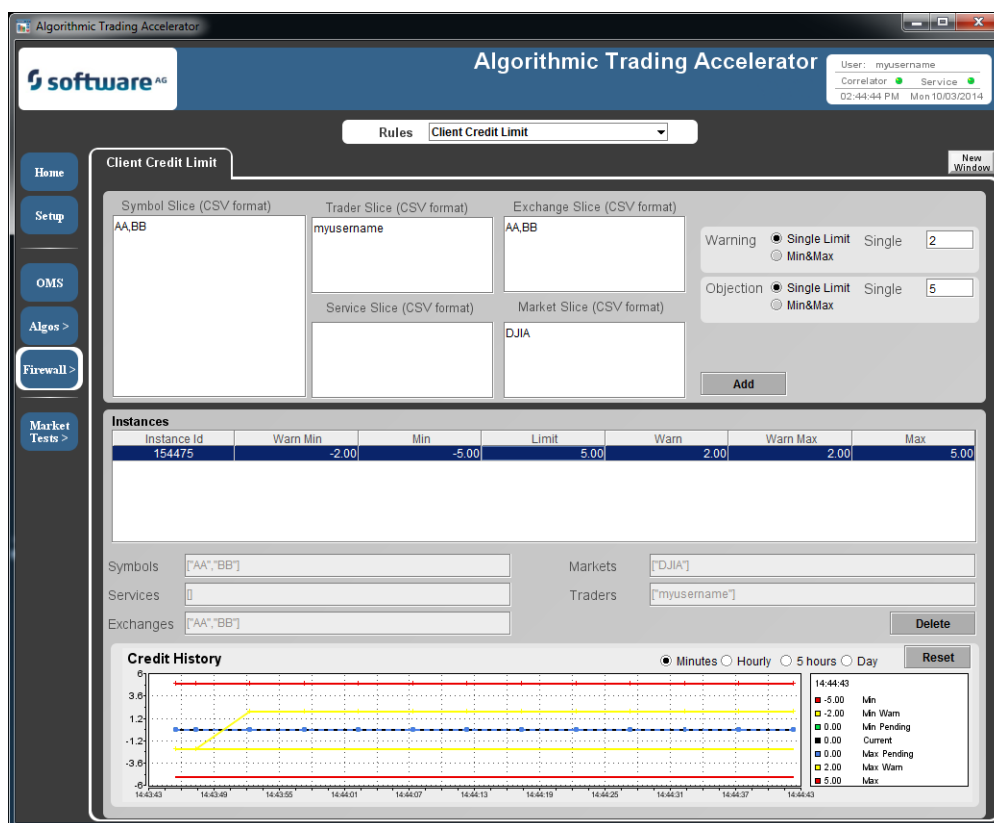 Algorithmic Trading Accelerator
software AG
Algorithmic Trading Accelerator
User: myusername
Correlator Service
02:44:44 PM Mon 10/03/2014
Rules Client Credit Limit
Home
Setup
OMS
Algos >
Firewall >
Market
Tests >
Client Credit Limit
New
Window
Symbol Slice (CSV format)
AA,BB
Trader Slice (CSV format)
myusername
Exchange Slice (CSV format)
AA,BB
Service Slice (CSV format)
Market Slice (CSV format)
DJIA
Warning Single Limit Single 2
Min&Max
Objection Single Limit Single 5
Min&Max
Add
Instances
Instance Id Warn Min Min Limit Warn Warn Max Max
154475 -2.00 -5.00 5.00 2.00 2.00 5.00
Symbols ["AA","BB"]
Markets ["DJIA"]
Services []
Traders ["myusername"]
Exchanges ["AA","BB"]
Delete
Credit History
Minutes Hourly 5 hours Day
Reset
6
3.6
1.2
-1.2
-3.6
-6
14:43:43 14:43:49 14:43:55 14:44:01 14:44:07 14:44:13 14:44:19 14:44:25 14:44:31 14:44:37 14:44:43
14:44:43
-5.00 Min
-2.00 Min Warn
0.00 Min Pending
0.00 Current
0.00 Max Pending
2.00 Max Warn
5.00 Max